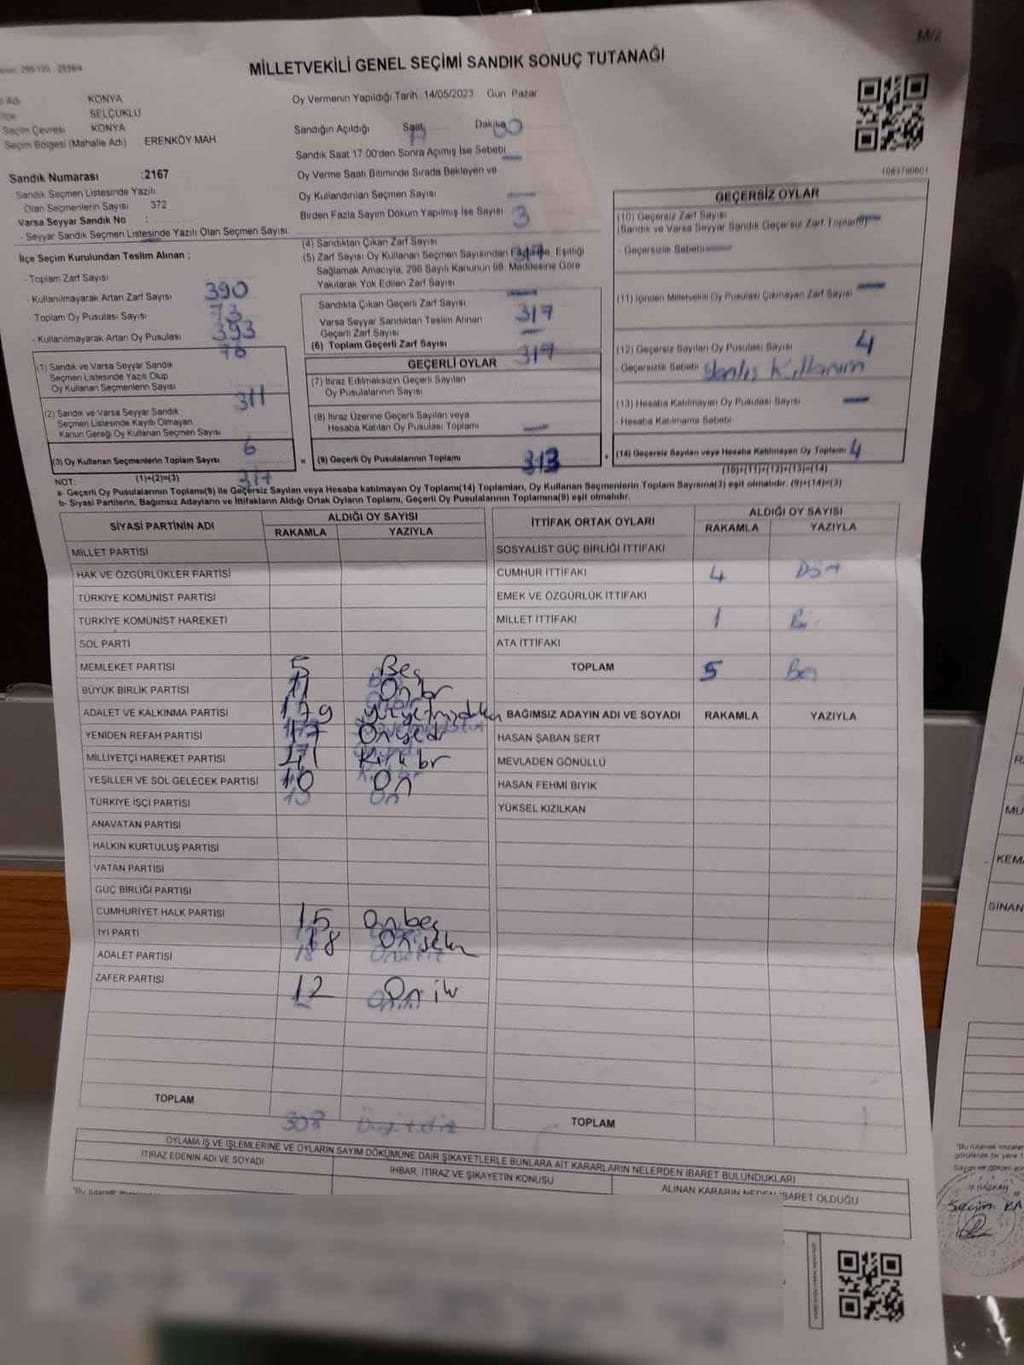 M/2
MİLLETVEKİLİ GENEL SEÇİMİ SANDIK SONUÇ TUTANAĞI
KONYA
SELÇUKLU
Seçim Çevresi KONYA
Seçim Bölgesi (Mahalle Adı) ERENKÖY MAH
Sandık Numarası :2167
Sandık Seçmen Listesinde Yazılı
Olan Seçmenlerin Sayısı 372
Varsa Seyyar Sandık No :
- Seyyar Sandık Seçmen Listesinde Yazılı Olan Seçmen Sayısı.
Oy Vermenin Yapıldığı Tarih 14/05/2023 Gün Pazar
Sandığın Açıldığı Saat Dakika
Sandık Saat 17.00'den Sonra Açımış İse Sebebi
Oy Verme Saati Bitiminde Sırada Bekleyen ve
Oy Kullandırılan Seçmen Sayısı
Birden Fazla Sayım Döküm Yapılmış İse Sayısı 3
(4) Sandıktan Çıkan Zarf Sayısı
(5) Zarf Sayısı Oy Kullanan Seçmen Sayısından Eşitliği
Sağlamak Amacıyla, 298 Sayılı Kanunun 98. Maddesine Göre
Yakılarak Yok Edilen Zarf Sayısı
İlçe Seçim Kurulundan Teslim Alınan ;
- Toplam Zarf Sayısı 390
- Kullanılmayarak Artan Zarf Sayısı 73
- Toplam Oy Pusulası Sayısı 393
- Kullanılmayarak Artan Oy Pusulası 76
(1) Sandık ve Varsa Seyyar Sandık
Seçmen Listesinde Yazılı Olup
Oy Kullanan Seçmenlerin Sayısı 311
(2) Sandık ve Varsa Seyyar Sandık
Seçmen Listesinde Kayıtlı Olmayan
Kanun Gereği Oy Kullanan Seçmen Sayısı 6
(3) Oy Kullanan Seçmenlerin Toplam Sayısı 317
(1)+(2)=(3)
Sandıkta Çıkan Geçerli Zarf Sayısı 317
Varsa Seyyar Sandıktan Teslim Alınan
Geçerli Zarf Sayısı
(6) Toplam Geçerli Zarf Sayısı 317
GEÇERLİ OYLAR
(7) İtiraz Edilmeksizin Geçerli Sayılan
Oy Pusulalarının Sayısı
(8) İtiraz Üzerine Geçerli Sayılan veya
Hesaba Katılan Oy Pusulası Toplamı
(9) Geçerli Oy Pusulalarının Toplamı 313
GEÇERSİZ OYLAR
(10) Geçersiz Zarf Sayısı
(Sandık ve Varsa Seyyar Sandık Geçersiz Zarf Toplamı)
- Geçersizlik Sebebi
(11) İçinden Milletvekili Oy Pusulası Çıkmayan Zarf Sayısı
(12) Geçersiz Sayılan Oy Pusulası Sayısı 4
- Geçersizlik Sebebi Yanlış Kullanım
(13) Hesaba Katılmayan Oy Pusulası Sayısı
- Hesaba Katılmama Sebebi
(14) Geçersiz Sayılan veya Hesaba Katılmayan Oy Toplamı 4
(10)+(11)+(12)+(13)=(14)
NOT:
a- Geçerli Oy Pusulalarının Toplamı(9) ile Geçersiz Sayılan veya Hesaba katılmayan Oy Toplamı(14) Toplamları, Oy Kullanan Seçmenlerin Toplam Sayısına(3) eşit olmalıdır. (9)+(14)=(3)
b- Siyasi Partilerin, Bağımsız Adayların ve İttifakların Aldığı Ortak Oyların Toplamı, Geçerli Oy Pusulalarının Toplamına(9) eşit olmalıdır.
SİYASİ PARTİNİN ADI ALDIĞI OY SAYISI
RAKAMLA YAZIYLA
MİLLET PARTİSİ
HAK VE ÖZGÜRLÜKLER PARTİSİ
TÜRKİYE KOMÜNİST PARTİSİ
TÜRKİYE KOMÜNİST HAREKETİ
SOL PARTİ
MEMLEKET PARTİSİ 5 Beş
BÜYÜK BİRLİK PARTİSİ 11 Onbr
ADALET VE KALKINMA PARTİSİ 179
YENİDEN REFAH PARTİSİ 17 Onyedi
MİLLİYETÇİ HAREKET PARTİSİ 41 Kırkbr
YEŞİLLER VE SOL GELECEK PARTİSİ 10 On
TÜRKİYE İŞÇİ PARTİSİ
ANAVATAN PARTİSİ
HALKIN KURTULUŞ PARTİSİ
VATAN PARTİSİ
GÜÇ BİRLİĞİ PARTİSİ
CUMHURİYET HALK PARTİSİ 15 Onbeş
İYİ PARTİ 18 Onsekz
ADALET PARTİSİ
ZAFER PARTİSİ 12 Onik
TOPLAM 308
İTTİFAK ORTAK OYLARI ALDIĞI OY SAYISI
RAKAMLA YAZIYLA
SOSYALİST GÜÇ BİRLİĞİ İTTİFAKI
CUMHUR İTTİFAKI 4 Dört
EMEK VE ÖZGÜRLÜK İTTİFAKI
MİLLET İTTİFAKI 1 Bir
ATA İTTİFAKI
TOPLAM 5 Beş
BAĞIMSIZ ADAYIN ADI VE SOYADI RAKAMLA YAZIYLA
HASAN ŞABAN SERT
MEVLADEN GÖNÜLLÜ
HASAN FEHMİ BIYIK
YÜKSEL KIZILKAN
TOPLAM
OYLAMA İŞ VE İŞLEMLERİNE VE OYLARIN SAYIM DÖKÜMÜNE DAİR ŞİKAYETLERLE BUNLARA AİT KARARLARIN NELERDEN İBARET BULUNDUKLARI
İTİRAZ EDENİN ADI VE SOYADI
İHBAR, İTİRAZ VE ŞİKAYETİN KONUSU
ALINAN KARARIN NEDEN İBARET OLDUĞU
MU
KEMA
SİNAN